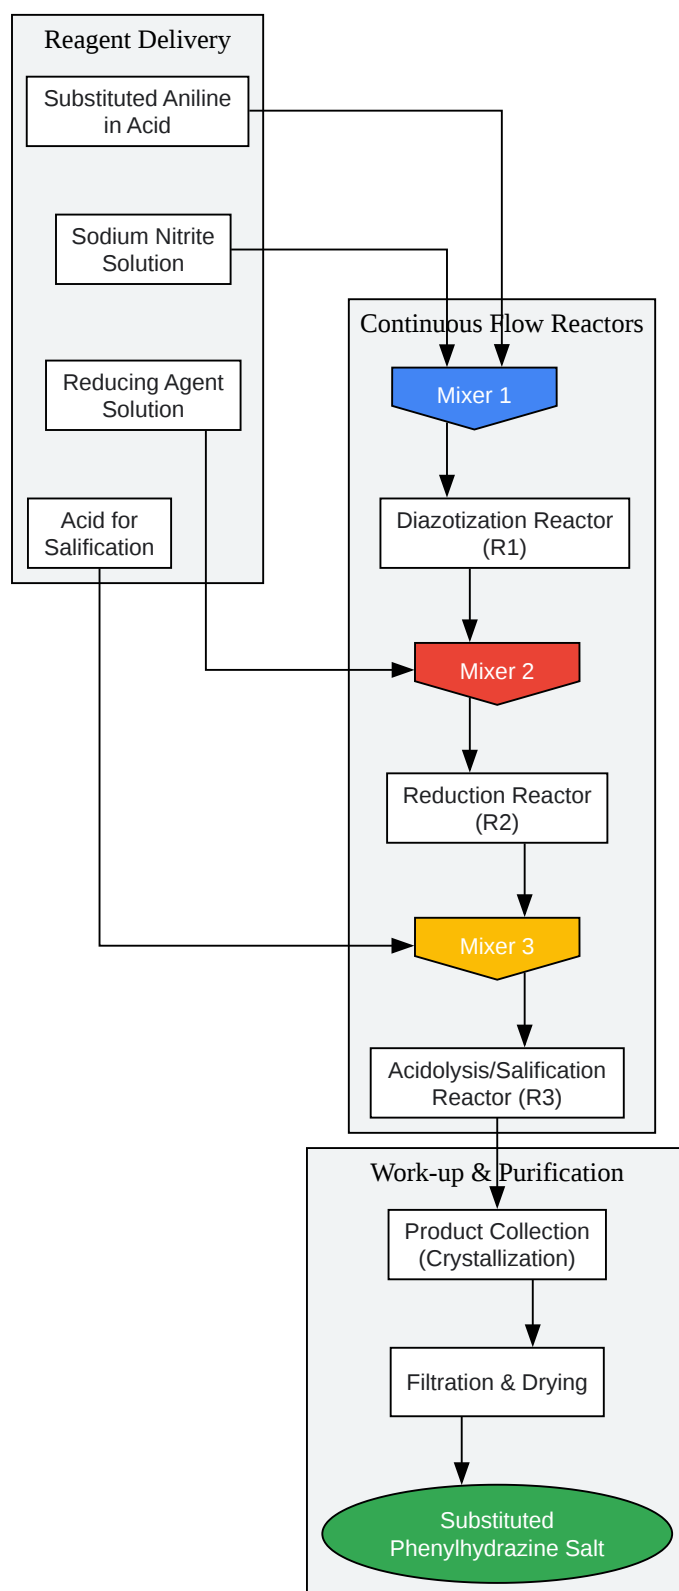 Reagent Delivery
Substituted Aniline
in Acid
Sodium Nitrite
Solution
Reducing Agent
Solution
Acid for
Salification
Continuous Flow Reactors
Mixer 1
Diazotization Reactor
(R1)
Mixer 2
Reduction Reactor
(R2)
Mixer 3
Acidolysis/Salification
Reactor (R3)
Work-up & Purification
Product Collection
(Crystallization)
Filtration & Drying
Substituted
Phenylhydrazine Salt